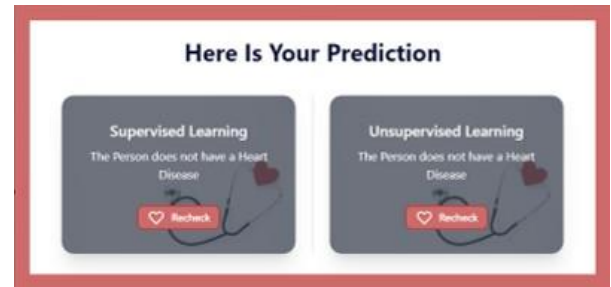 Here Is Your Prediction
Supervised Learning
The Person does not have a Heart
Disease
Recheck
Unsupervised Learning
The Person does not have a Heart
Disease
Recheck